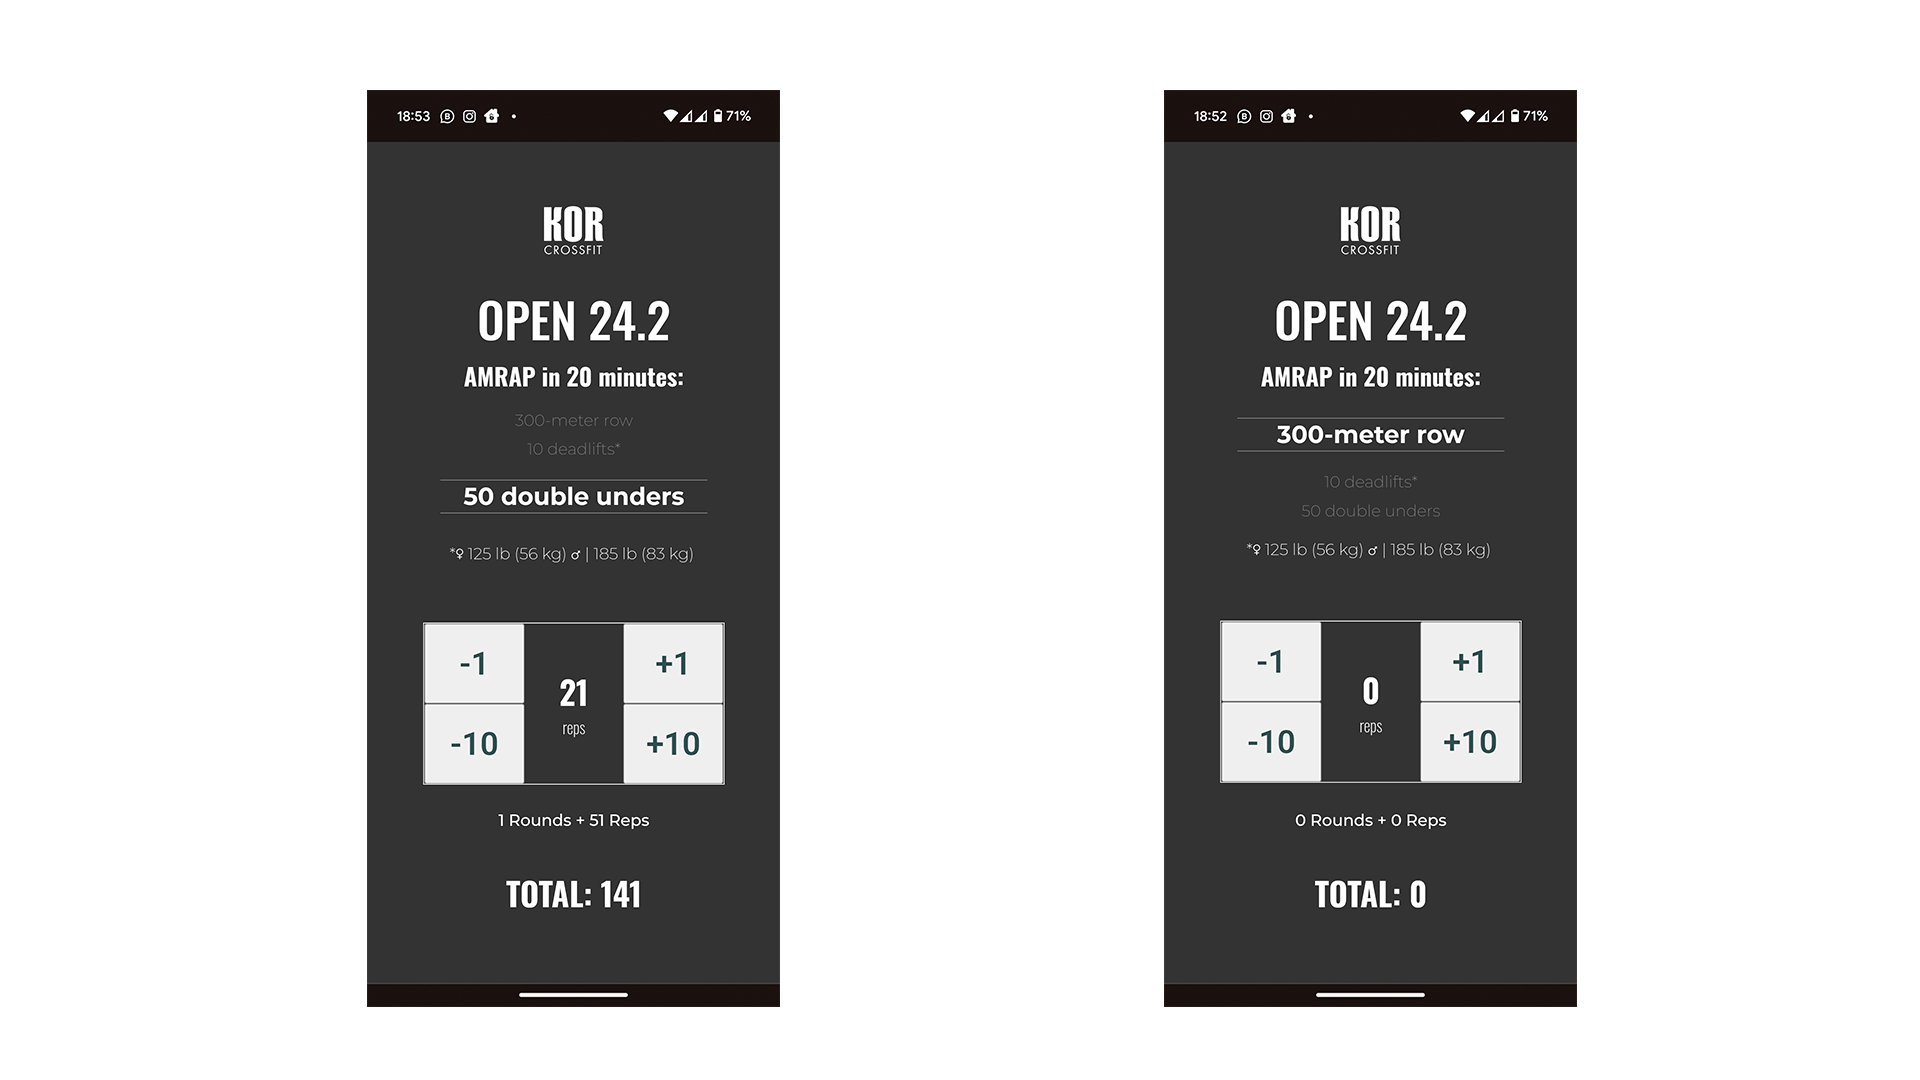 18:53
71%
KOR
CROSSFIT
OPEN 24.2
AMRAP in 20 minutes:
300-meter row
10 deadlifts*
50 double unders
*♀ 125 lb (56 kg) ♂ | 185 lb (83 kg)
-1
+1
21
reps
-10
+10
1 Rounds + 51 Reps
TOTAL: 141
18:52
71%
KOR
CROSSFIT
OPEN 24.2
AMRAP in 20 minutes:
300-meter row
10 deadlifts*
50 double unders
*♀ 125 lb (56 kg) ♂ | 185 lb (83 kg)
-1
+1
0
reps
-10
+10
0 Rounds + 0 Reps
TOTAL: 0